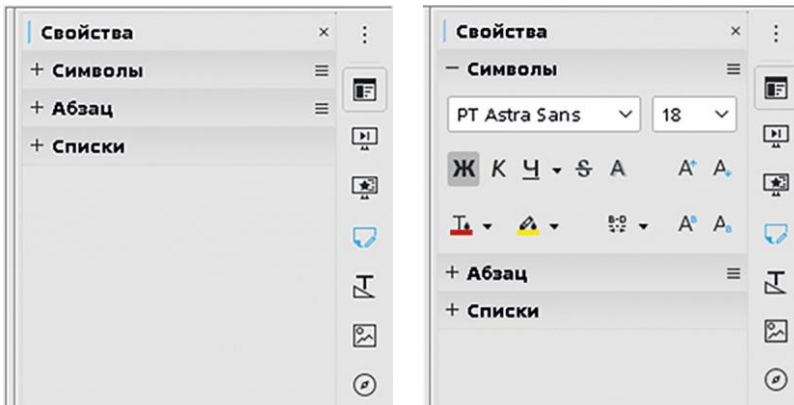 Свойства
+ Символы
+ Абзац
+ Списки
Свойства
− Символы
PT Astra Sans
18
Ж К Ч S A A A
A A
+ Абзац
+ Списки